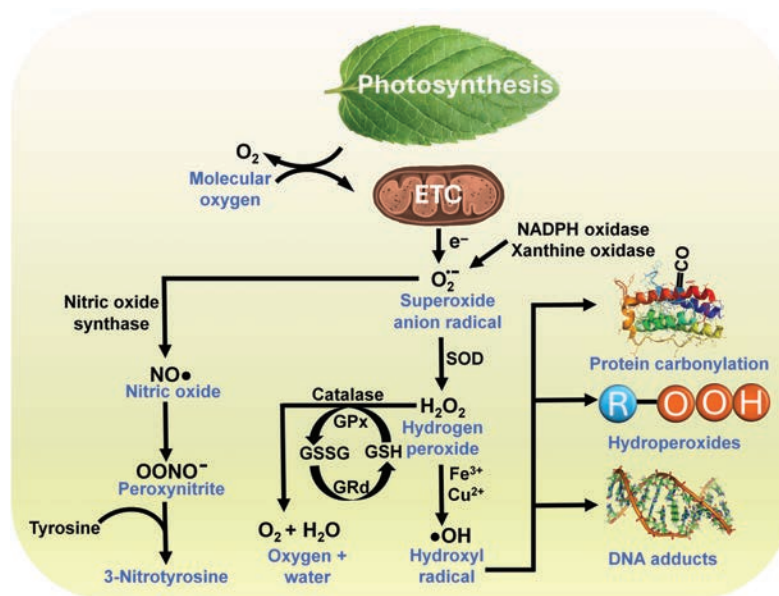 Photosynthesis
O₂
Molecular
oxygen
ETC
e⁻
NADPH oxidase
Xanthine oxidase
O₂•⁻
Superoxide
anion radical
Nitric oxide
synthase
NO•
Nitric oxide
OONO⁻
Peroxynitrite
Tyrosine
3-Nitrotyrosine
SOD
Catalase
GPx
GSSG
GSH
GRd
H₂O₂
Hydrogen
peroxide
O₂ + H₂O
Oxygen +
water
Fe³⁺
Cu²⁺
•OH
Hydroxyl
radical
CO
Protein carbonylation
R O O H
Hydroperoxides
DNA adducts